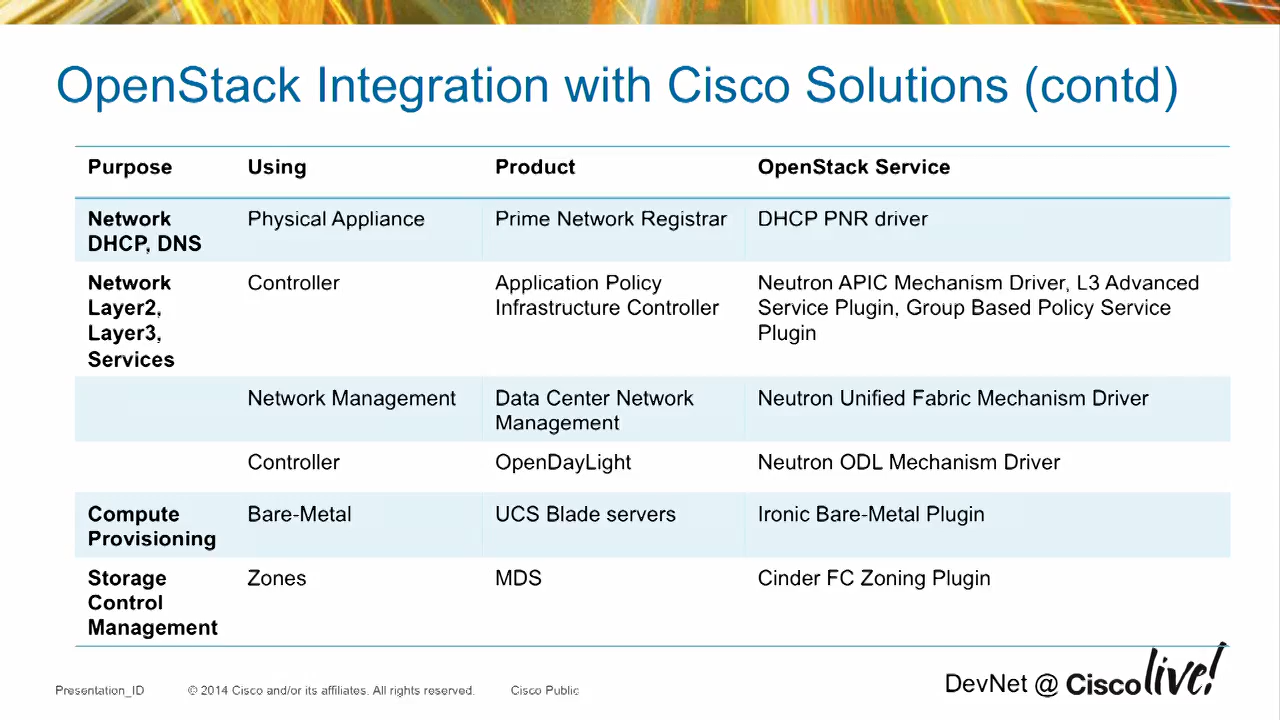 OpenStack Integration with Cisco Solutions (contd)
Purpose Using Product OpenStack Service
Network DHCP, DNS Physical Appliance Prime Network Registrar DHCP PNR driver
Network Layer2, Layer3, Services Controller Application Policy Infrastructure Controller Neutron APIC Mechanism Driver, L3 Advanced Service Plugin, Group Based Policy Service Plugin
Network Management Data Center Network Management Neutron Unified Fabric Mechanism Driver
Controller OpenDayLight Neutron ODL Mechanism Driver
Compute Provisioning Bare-Metal UCS Blade servers Ironic Bare-Metal Plugin
Storage Control Management Zones MDS Cinder FC Zoning Plugin
Presentation_ID © 2014 Cisco and/or its affiliates. All rights reserved. Cisco Public
DevNet @ Cisco live!